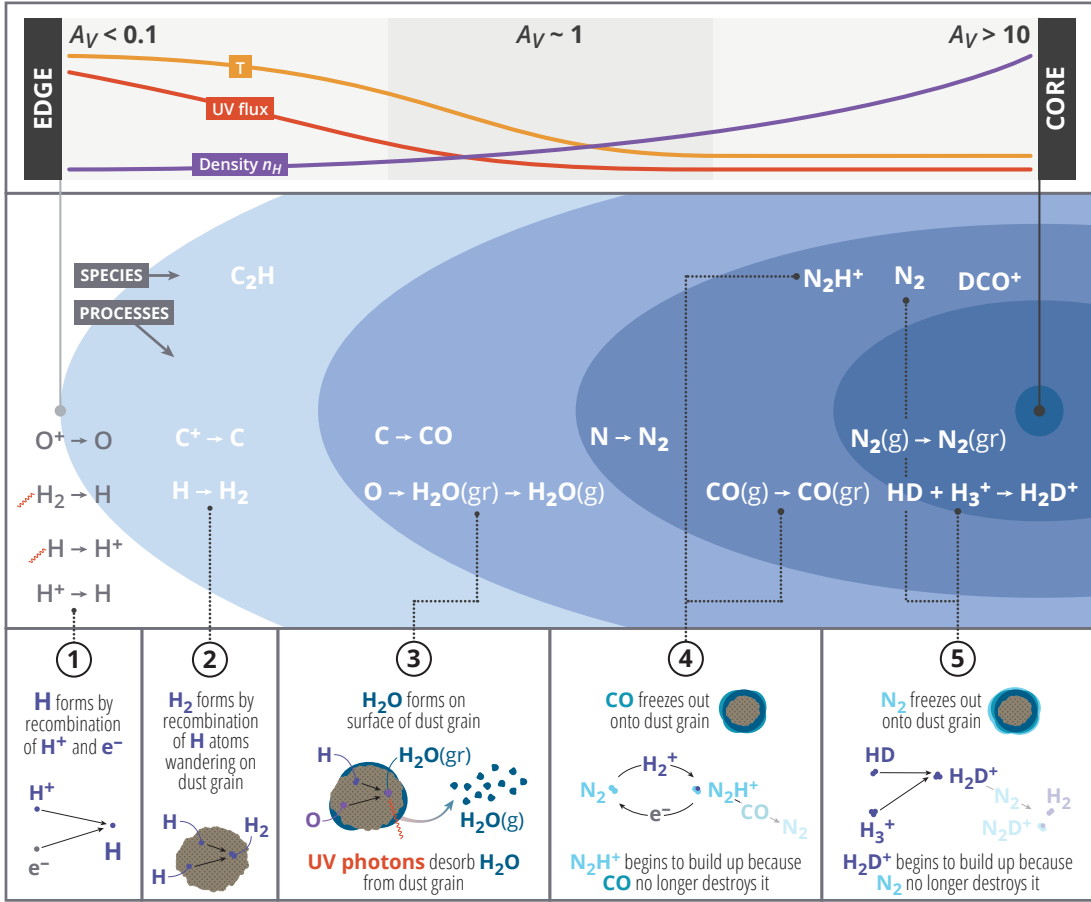 EDGE
A_V < 0.1
A_V ~ 1
A_V > 10
CORE
T
UV flux
Density n_H
SPECIES
PROCESSES
C₂H
N₂H⁺
N₂
DCO⁺
O⁺ → O
C⁺ → C
C → CO
N → N₂
N₂(g) → N₂(gr)
H₂ → H
H → H₂
O → H₂O(gr) → H₂O(g)
CO(g) → CO(gr)
HD + H₃⁺ → H₂D⁺
H → H⁺
H⁺ → H
1
H forms by
recombination
of H⁺ and e⁻
H⁺
H
e⁻
2
H₂ forms by
recombination
of H atoms
wandering on
dust grain
H
H₂
H
3
H₂O forms on
surface of dust grain
H
H₂O(gr)
O
H₂O(g)
UV photons desorb H₂O
from dust grain
4
CO freezes out
onto dust grain
H₂⁺
N₂
N₂H⁺
e⁻
CO
N₂
N₂H⁺ begins to build up because
CO no longer destroys it
5
N₂ freezes out
onto dust grain
HD
H₂D⁺
N₂
H₂
H₃⁺
N₂D⁺
H₂D⁺ begins to build up because
N₂ no longer destroys it